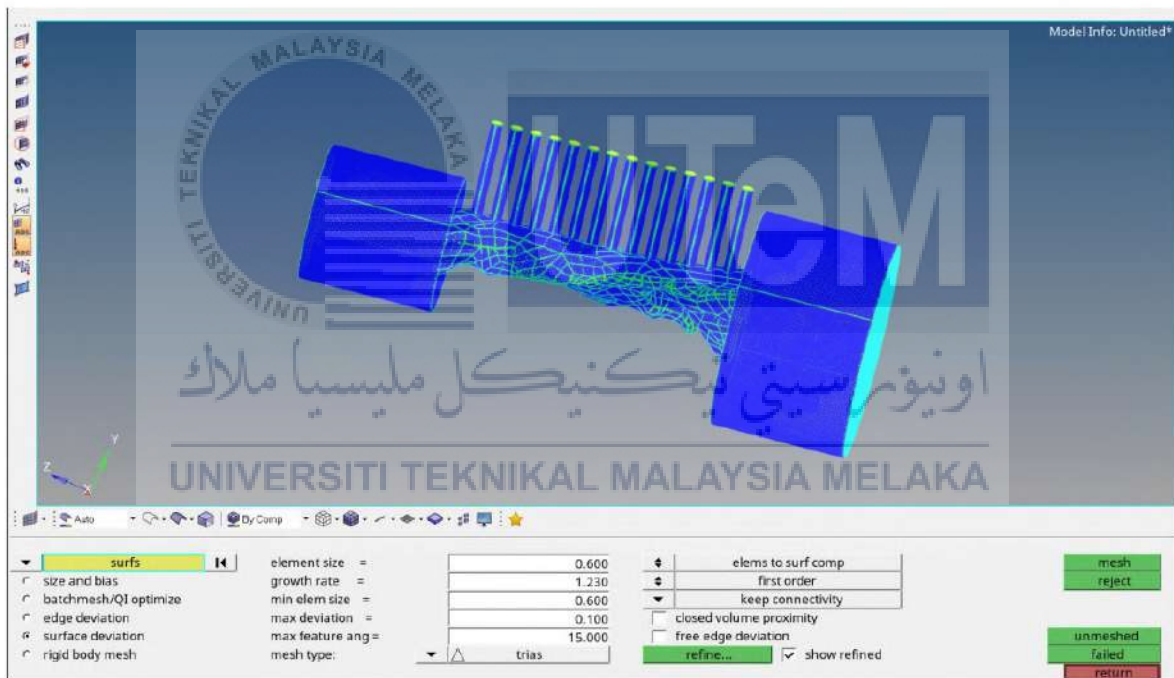 Model Info: Untitled*
UNIVERSITI TEKNIKAL MALAYSIA MELAKA
UTeM
اونيۏرسيتي تيكنيكل مليسيا ملاك
UNIVERSITI TEKNIKAL MALAYSIA MELAKA
Y
Z
X
Auto
By Comp
surfs
size and bias
batchmesh/QI optimize
edge deviation
surface deviation
rigid body mesh
element size = 0.600
growth rate = 1.230
min elem size = 0.600
max deviation = 0.100
max feature ang = 15.000
mesh type: trias
elems to surf comp
first order
keep connectivity
closed volume proximity
free edge deviation
refine... show refined
mesh
reject
unmeshed
failed
return